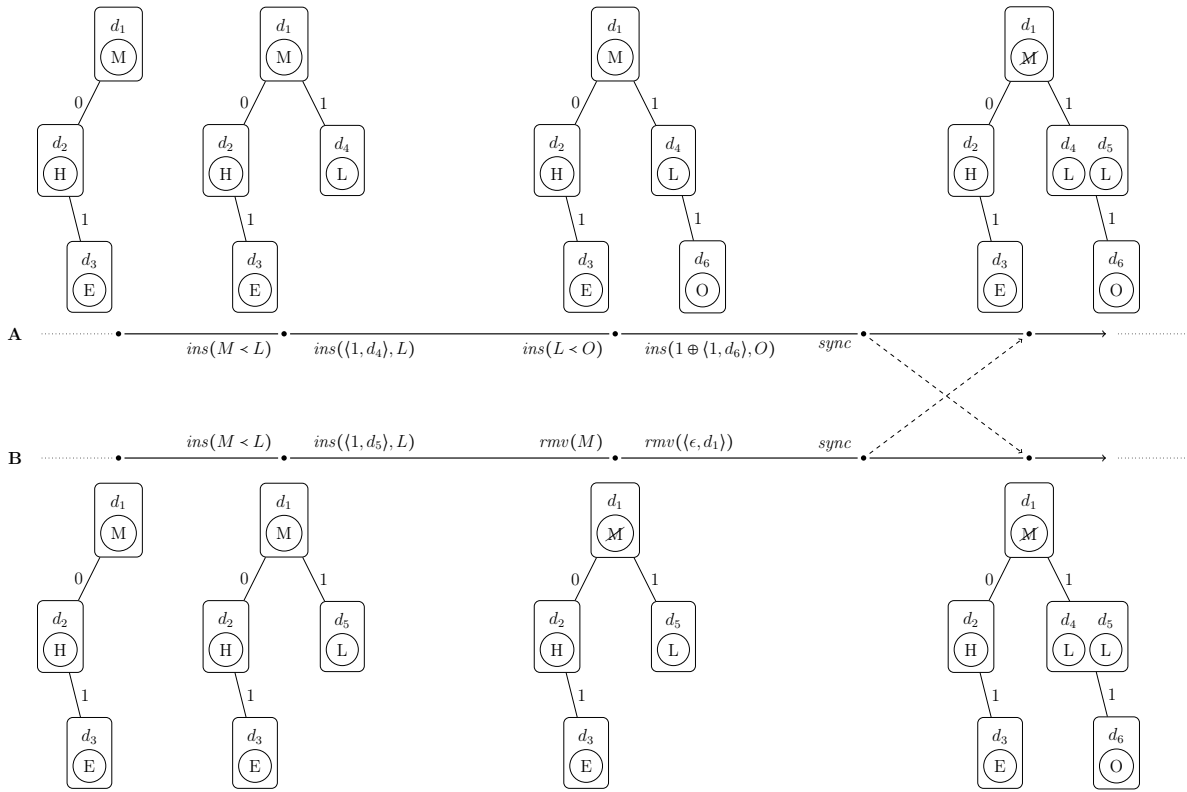 d₁ d₁ d₁ d₁
M M M M
0 0 1 0 1 0 1
d₂ d₂ d₄ d₂ d₄ d₂ d₄ d₅
H H L H L H L L
1 1 1 1 1 1
d₃ d₃ d₃ d₆ d₃ d₆
E E E O E O
A
ins(M ≺ L) ins(⟨1, d₄⟩, L) ins(L ≺ O) ins(1 ⊕ ⟨1, d₆⟩, O) sync
ins(M ≺ L) ins(⟨1, d₅⟩, L) rmv(M) rmv(⟨ϵ, d₁⟩) sync
B
d₁ d₁ d₁ d₁
M M M M
0 0 1 0 1 0 1
d₂ d₂ d₅ d₂ d₅ d₂ d₄ d₅
H H L H L H L L
1 1 1 1 1
d₃ d₃ d₃ d₃ d₆
E E E E O